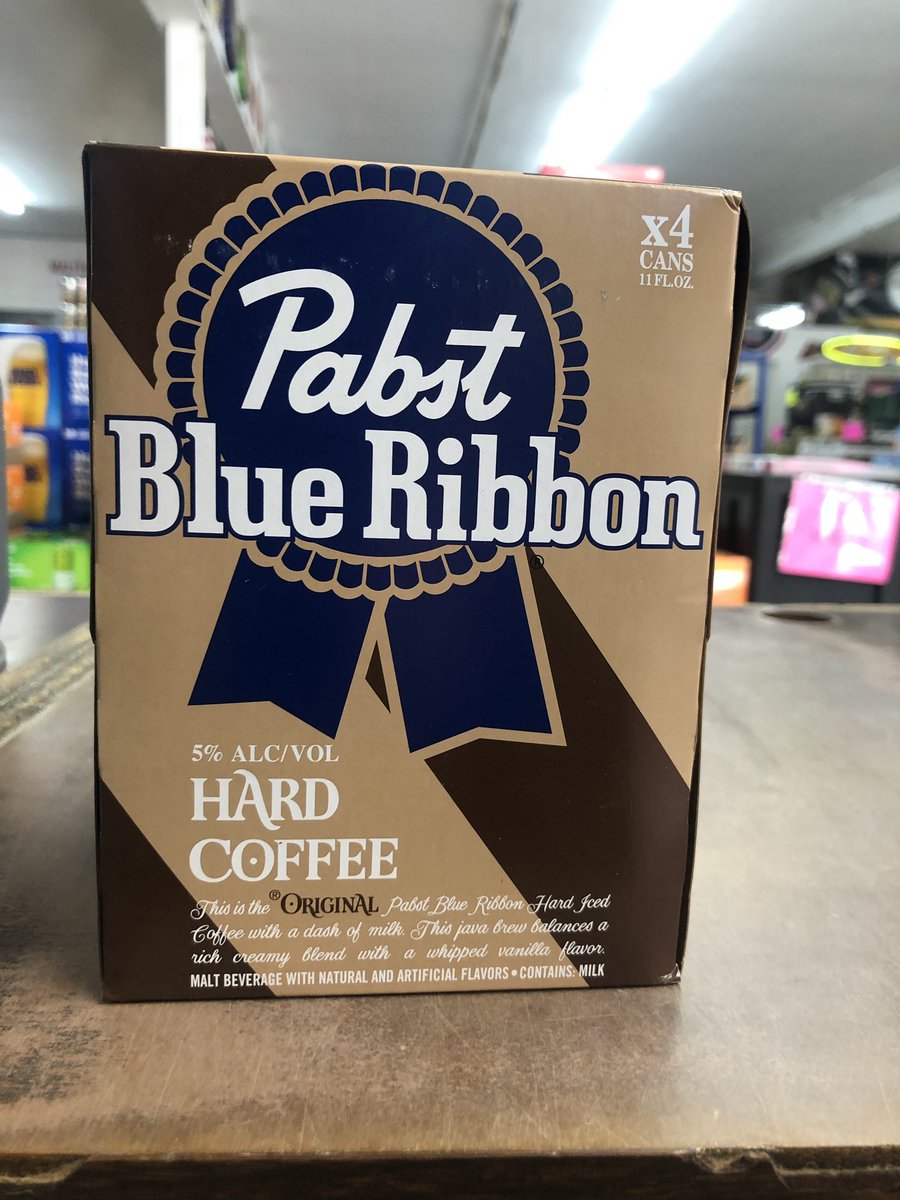 x4
CANS
11 FL.OZ.
Pabst
Blue Ribbon
®
5% ALC/VOL
HARD
COFFEE
This is the ®ORIGINAL Pabst Blue Ribbon Hard Iced
Coffee with a dash of milk. This java brew balances a
rich creamy blend with a whipped vanilla flavor.
MALT BEVERAGE WITH NATURAL AND ARTIFICIAL FLAVORS • CONTAINS: MILK